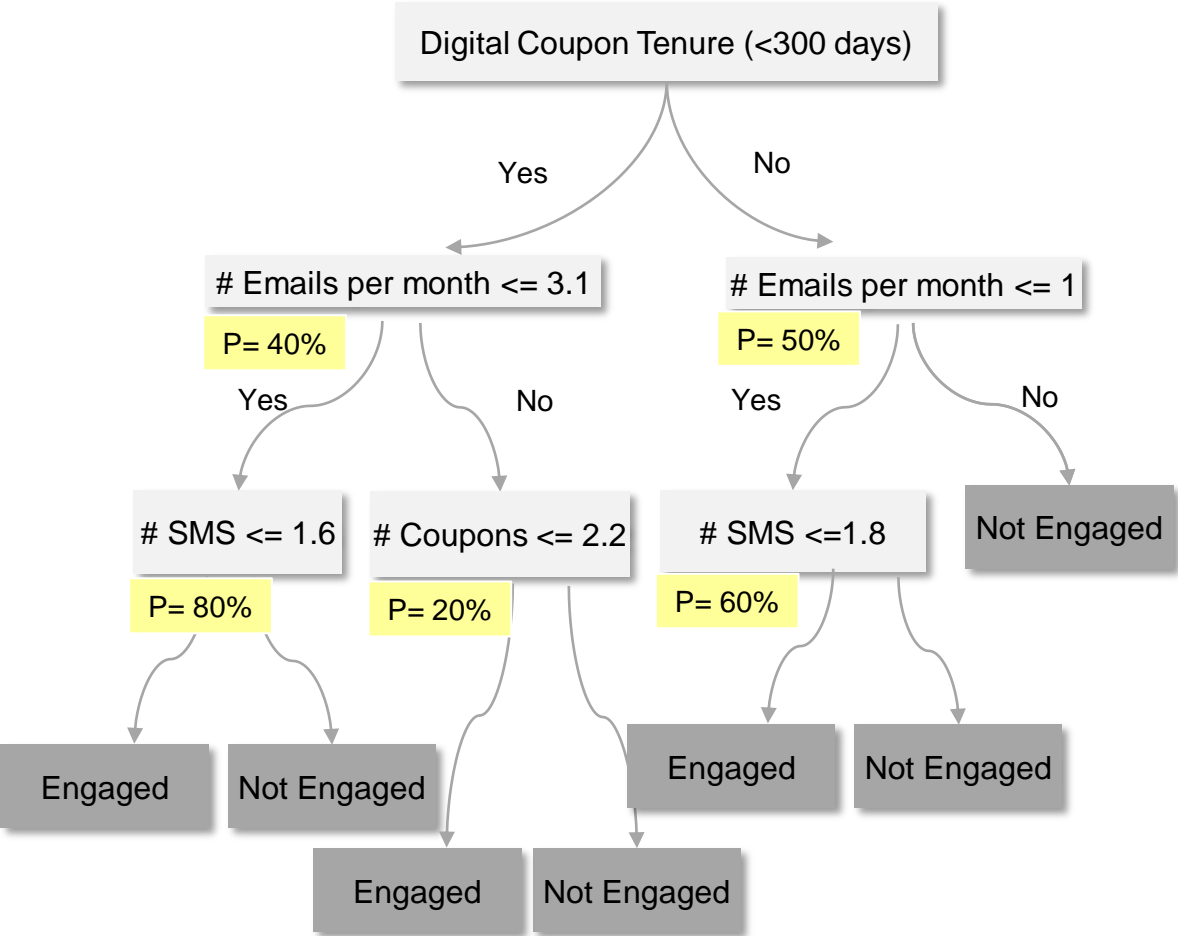 Digital Coupon Tenure (<300 days)
Yes
No
# Emails per month <= 3.1
# Emails per month <= 1
P= 40%
P= 50%
Yes
No
Yes
No
# SMS <= 1.6
# Coupons <= 2.2
# SMS <=1.8
Not Engaged
P= 80%
P= 20%
P= 60%
Engaged
Not Engaged
Engaged
Not Engaged
Engaged
Not Engaged